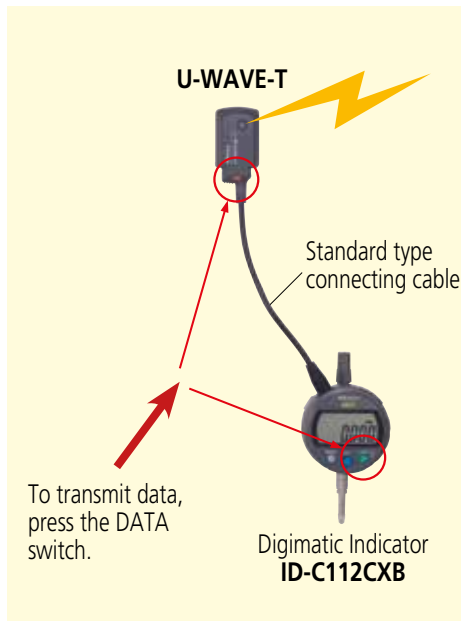 U-WAVE-T
Standard type
connecting cable
To transmit data,
press the DATA
switch.
Digimatic Indicator
ID-C112CXB